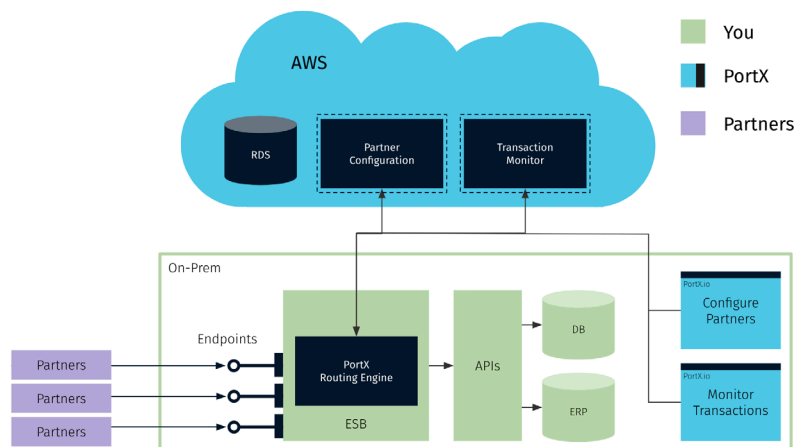 AWS
You
PortX
Partners
RDS
Partner
Configuration
Transaction
Monitor
On-Prem
Endpoints
Partners
Partners
Partners
PortX
Routing Engine
ESB
APIs
DB
ERP
PortX.io
Configure
Partners
PortX.io
Monitor
Transactions